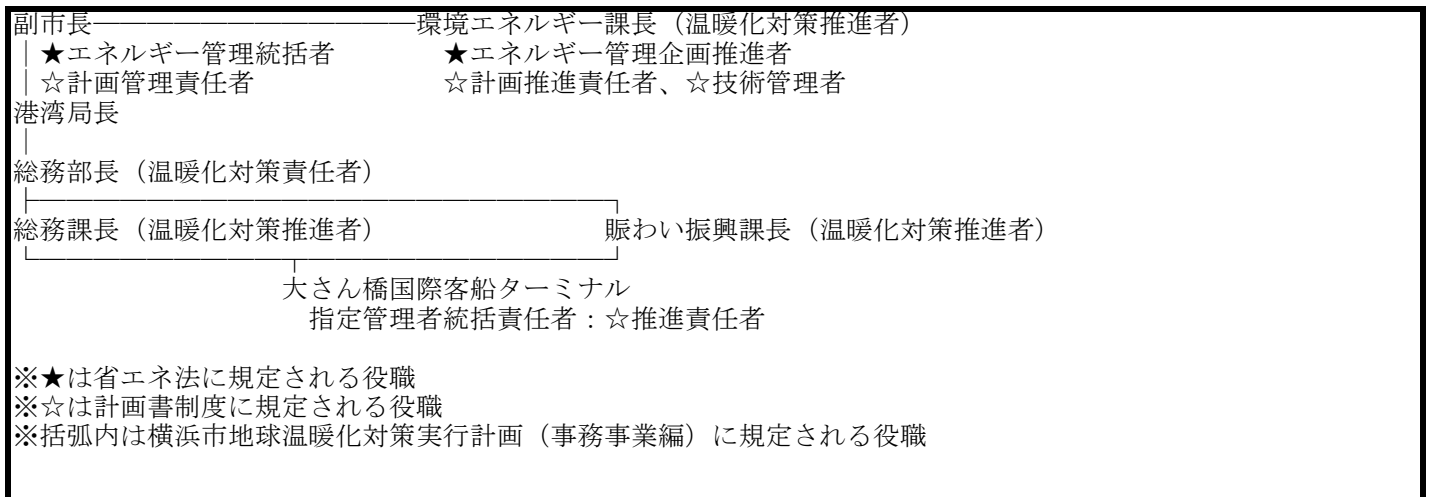 副市長────────────環境エネルギー課長（温暖化対策推進者）
｜★エネルギー管理統括者　　　　★エネルギー管理企画推進者
｜☆計画管理責任者　　　　　　　☆計画推進責任者、☆技術管理者
港湾局長
｜
総務部長（温暖化対策責任者）
├─────────────────────┐
総務課長（温暖化対策推進者）　　　　　　　　　賑わい振興課長（温暖化対策推進者）
└─────────┬───────────┘
大さん橋国際客船ターミナル
指定管理者統括責任者：☆推進責任者
※★は省エネ法に規定される役職
※☆は計画書制度に規定される役職
※括弧内は横浜市地球温暖化対策実行計画（事務事業編）に規定される役職